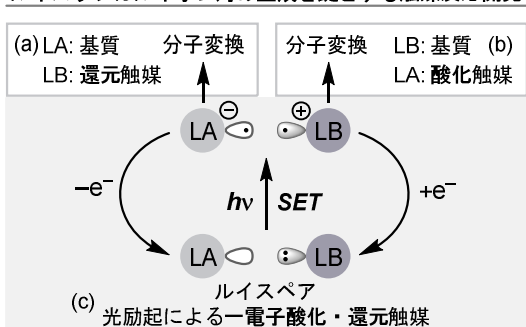 (a) LA: 基質 分子変換
LB: 還元触媒
分子変換 LB: 基質 (b)
LA: 酸化触媒
LA ⊖ ⊕ LB
−e⁻ hν SET +e⁻
LA LB
ルイスペア
(c) 光励起による一電子酸化・還元触媒